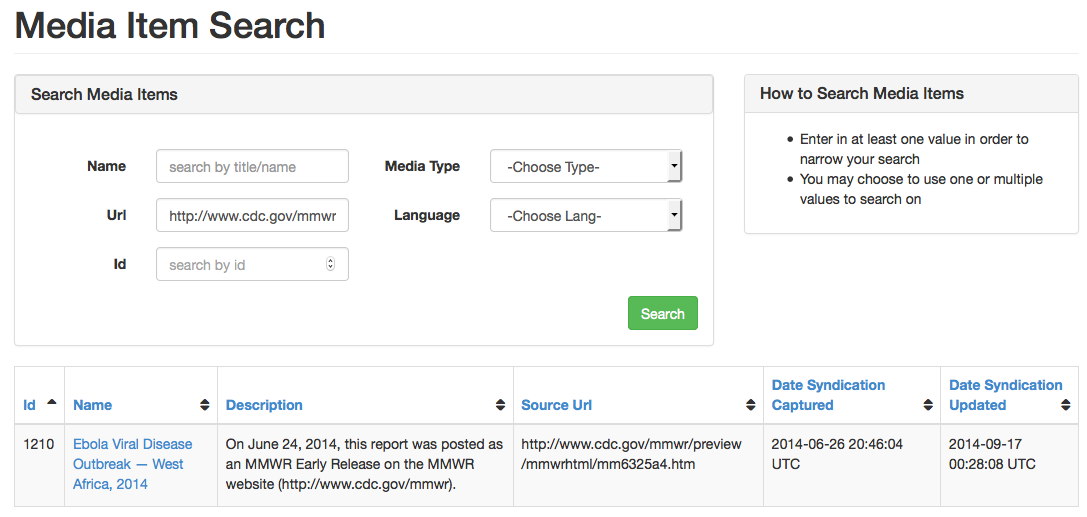 Media Item Search
Search Media Items
Name search by title/name Media Type -Choose Type-
Url http://www.cdc.gov/mmwr Language -Choose Lang-
Id search by id
Search
How to Search Media Items
Enter in at least one value in order to
narrow your search
You may choose to use one or multiple
values to search on
Id Name Description Source Url Date Syndication Captured Date Syndication Updated
1210
Ebola Viral Disease
Outbreak — West
Africa, 2014
On June 24, 2014, this report was posted as
an MMWR Early Release on the MMWR
website (http://www.cdc.gov/mmwr).
http://www.cdc.gov/mmwr/preview
/mmwrhtml/mm6325a4.htm
2014-06-26 20:46:04
UTC
2014-09-17
00:28:08 UTC